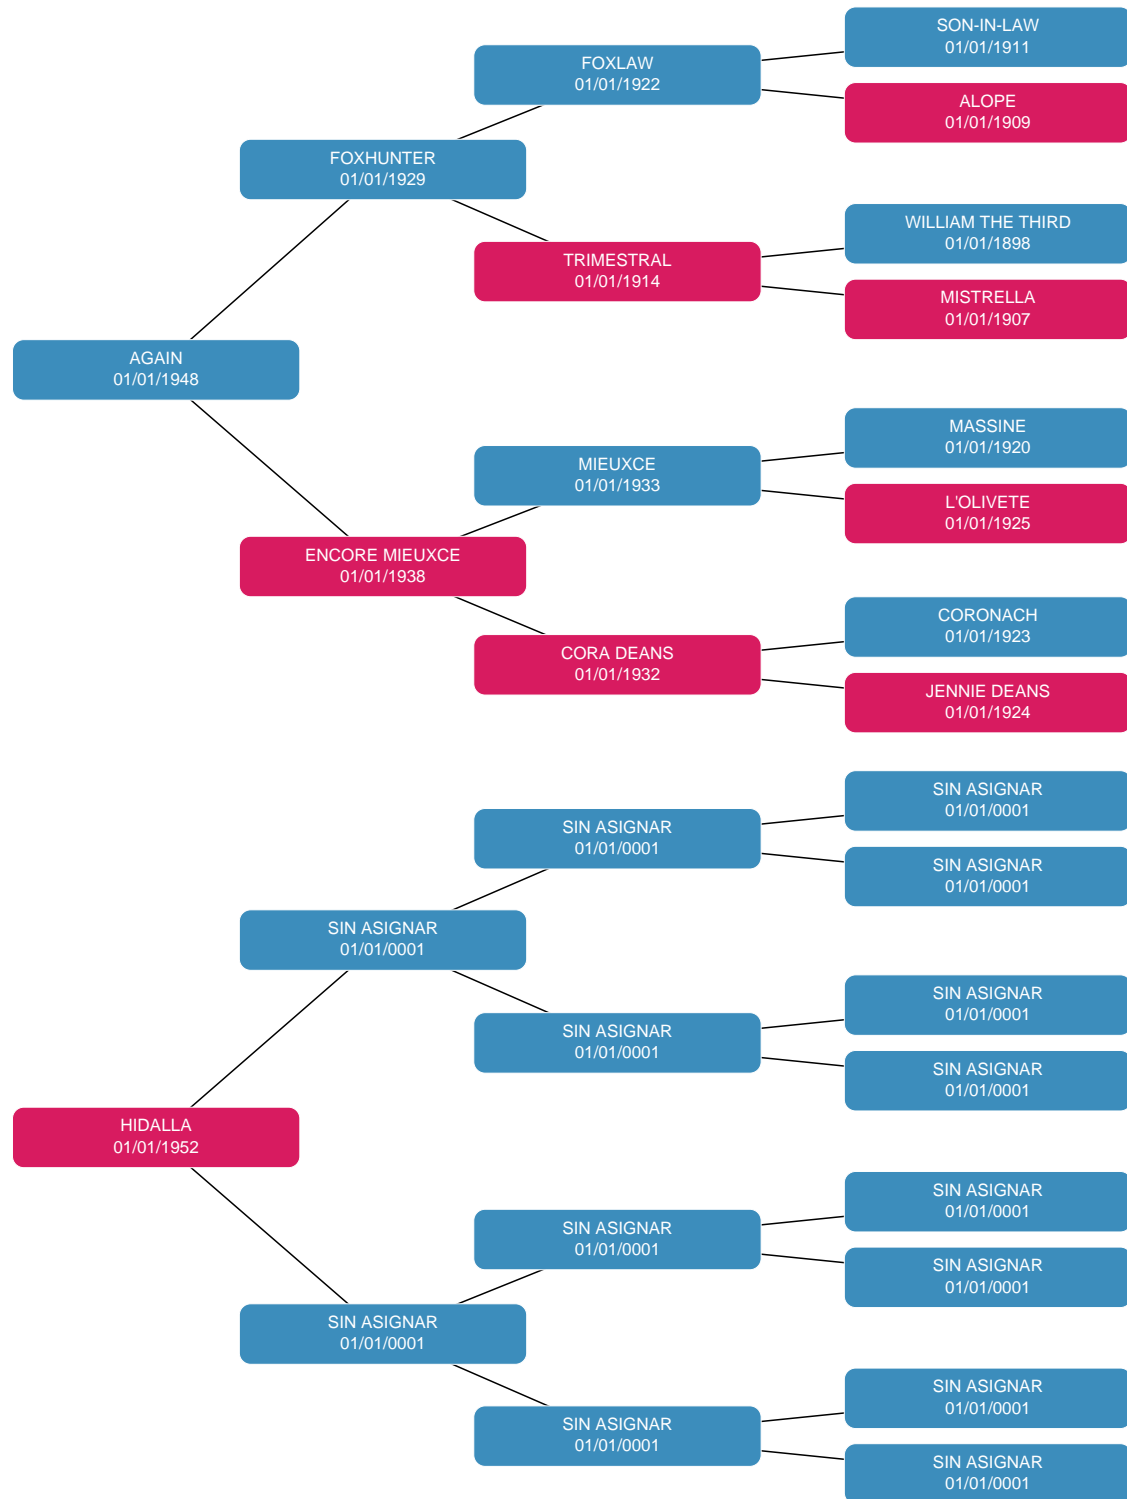 SON-IN-LAW
01/01/1911
FOXLAW
01/01/1922
ALOPE
01/01/1909
FOXHUNTER
01/01/1929
WILLIAM THE THIRD
01/01/1898
TRIMESTRAL
01/01/1914
MISTRELLA
01/01/1907
AGAIN
01/01/1948
MASSINE
01/01/1920
MIEUXCE
01/01/1933
L'OLIVETE
01/01/1925
ENCORE MIEUXCE
01/01/1938
CORONACH
01/01/1923
CORA DEANS
01/01/1932
JENNIE DEANS
01/01/1924
SIN ASIGNAR
01/01/0001
SIN ASIGNAR
01/01/0001
SIN ASIGNAR
01/01/0001
SIN ASIGNAR
01/01/0001
SIN ASIGNAR
01/01/0001
SIN ASIGNAR
01/01/0001
SIN ASIGNAR
01/01/0001
HIDALLA
01/01/1952
SIN ASIGNAR
01/01/0001
SIN ASIGNAR
01/01/0001
SIN ASIGNAR
01/01/0001
SIN ASIGNAR
01/01/0001
SIN ASIGNAR
01/01/0001
SIN ASIGNAR
01/01/0001
SIN ASIGNAR
01/01/0001